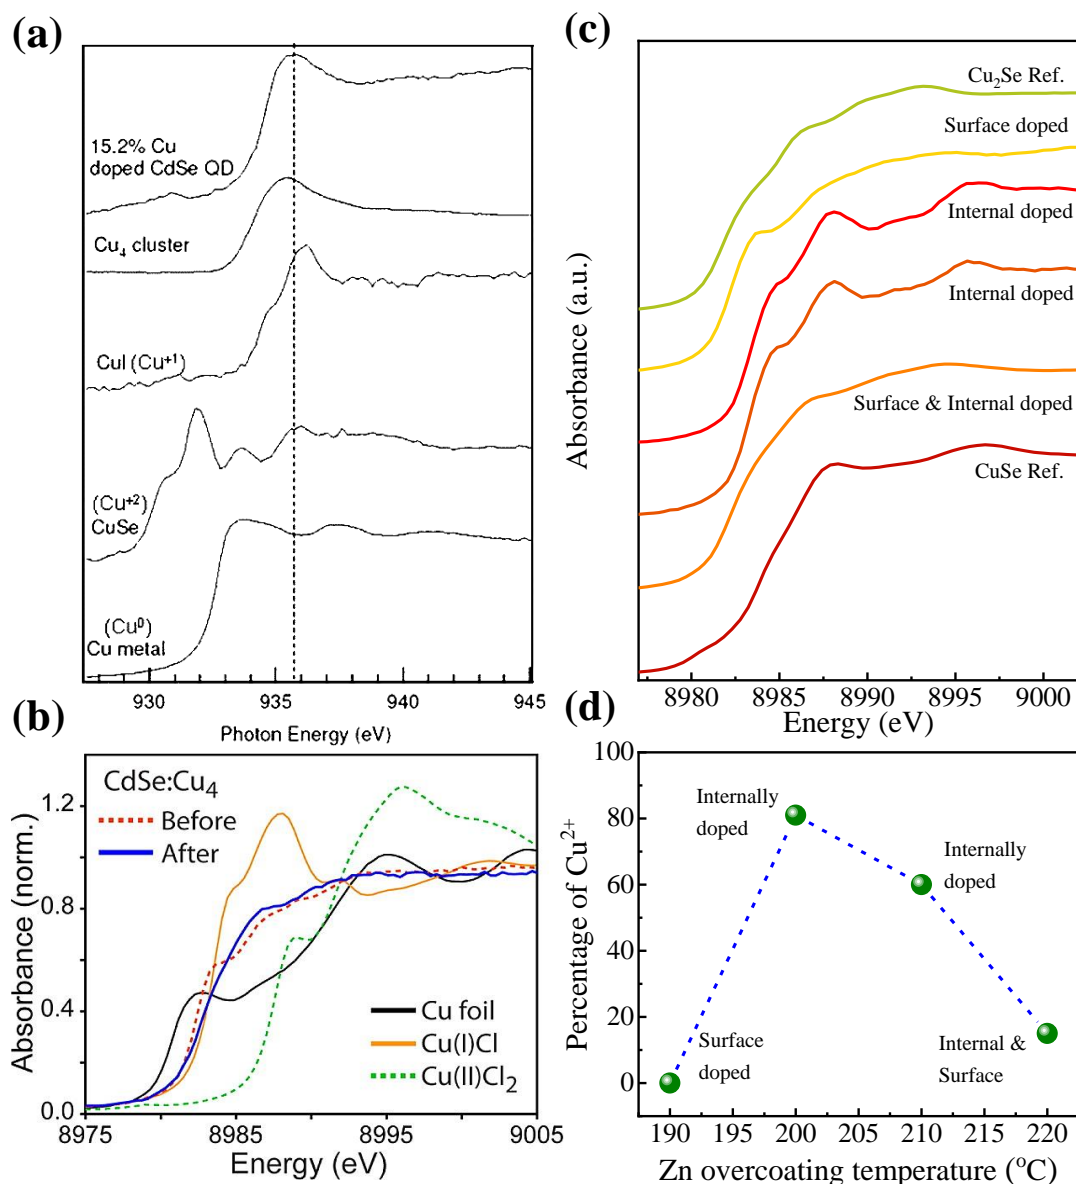 (a)
15.2% Cu
doped CdSe QD
Cu₄ cluster
CuI (Cu⁺¹)
(Cu⁺²)
CuSe
(Cu⁰)
Cu metal
930
935
940
945
Photon Energy (eV)
(b)
CdSe:Cu₄
Before
After
Cu foil
Cu(I)Cl
Cu(II)Cl₂
Absorbance (norm.)
1.2
0.8
0.4
0.0
8975
8985
8995
9005
Energy (eV)
(c)
Cu₂Se Ref.
Surface doped
Internal doped
Internal doped
Surface & Internal doped
CuSe Ref.
Absorbance (a.u.)
8980
8985
8990
8995
9000
Energy (eV)
(d)
Percentage of Cu²⁺
100
80
60
40
20
0
Internally
doped
Internally
doped
Surface
doped
Internal &
Surface
190
195
200
205
210
215
220
Zn overcoating temperature (°C)